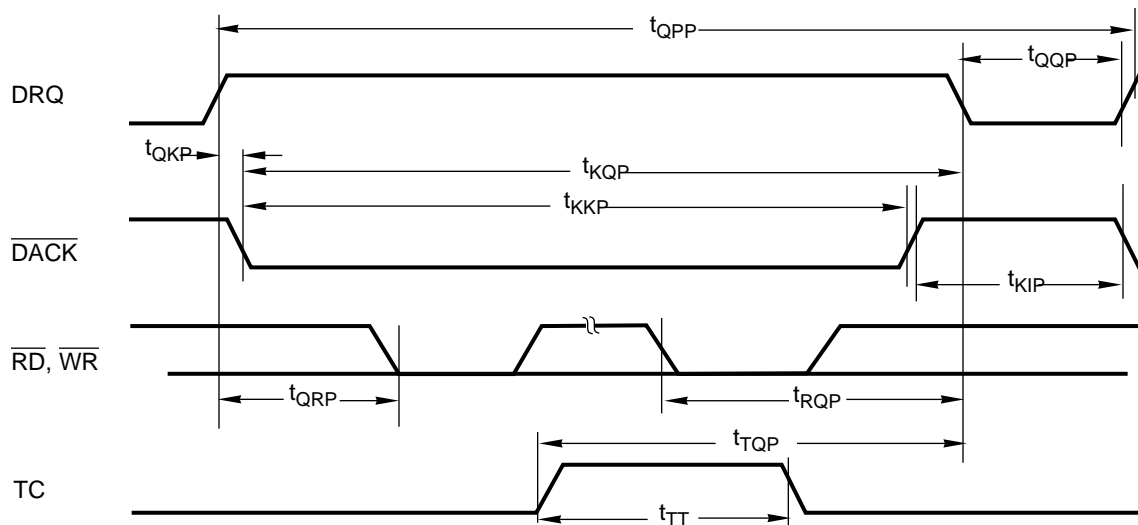 tQPP
DRQ
tQQP
tQKP
tKQP
tKKP
DACK
tKIP
RD, WR
tQRP
tRQP
tTQP
TC
tTT